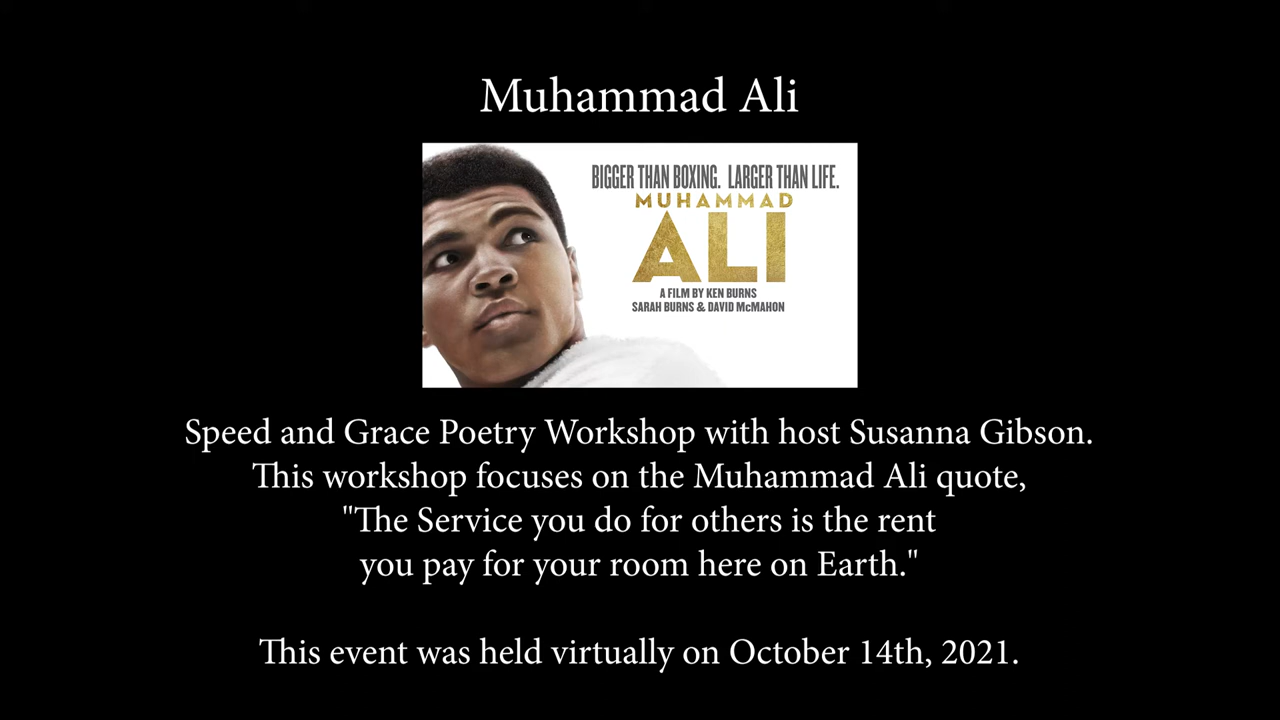 Muhammad Ali
BIGGER THAN BOXING. LARGER THAN LIFE.
MUHAMMAD
ALI
A FILM BY KEN BURNS
SARAH BURNS & DAVID McMAHON
Speed and Grace Poetry Workshop with host Susanna Gibson.
This workshop focuses on the Muhammad Ali quote,
"The Service you do for others is the rent
you pay for your room here on Earth."
This event was held virtually on October 14th, 2021.